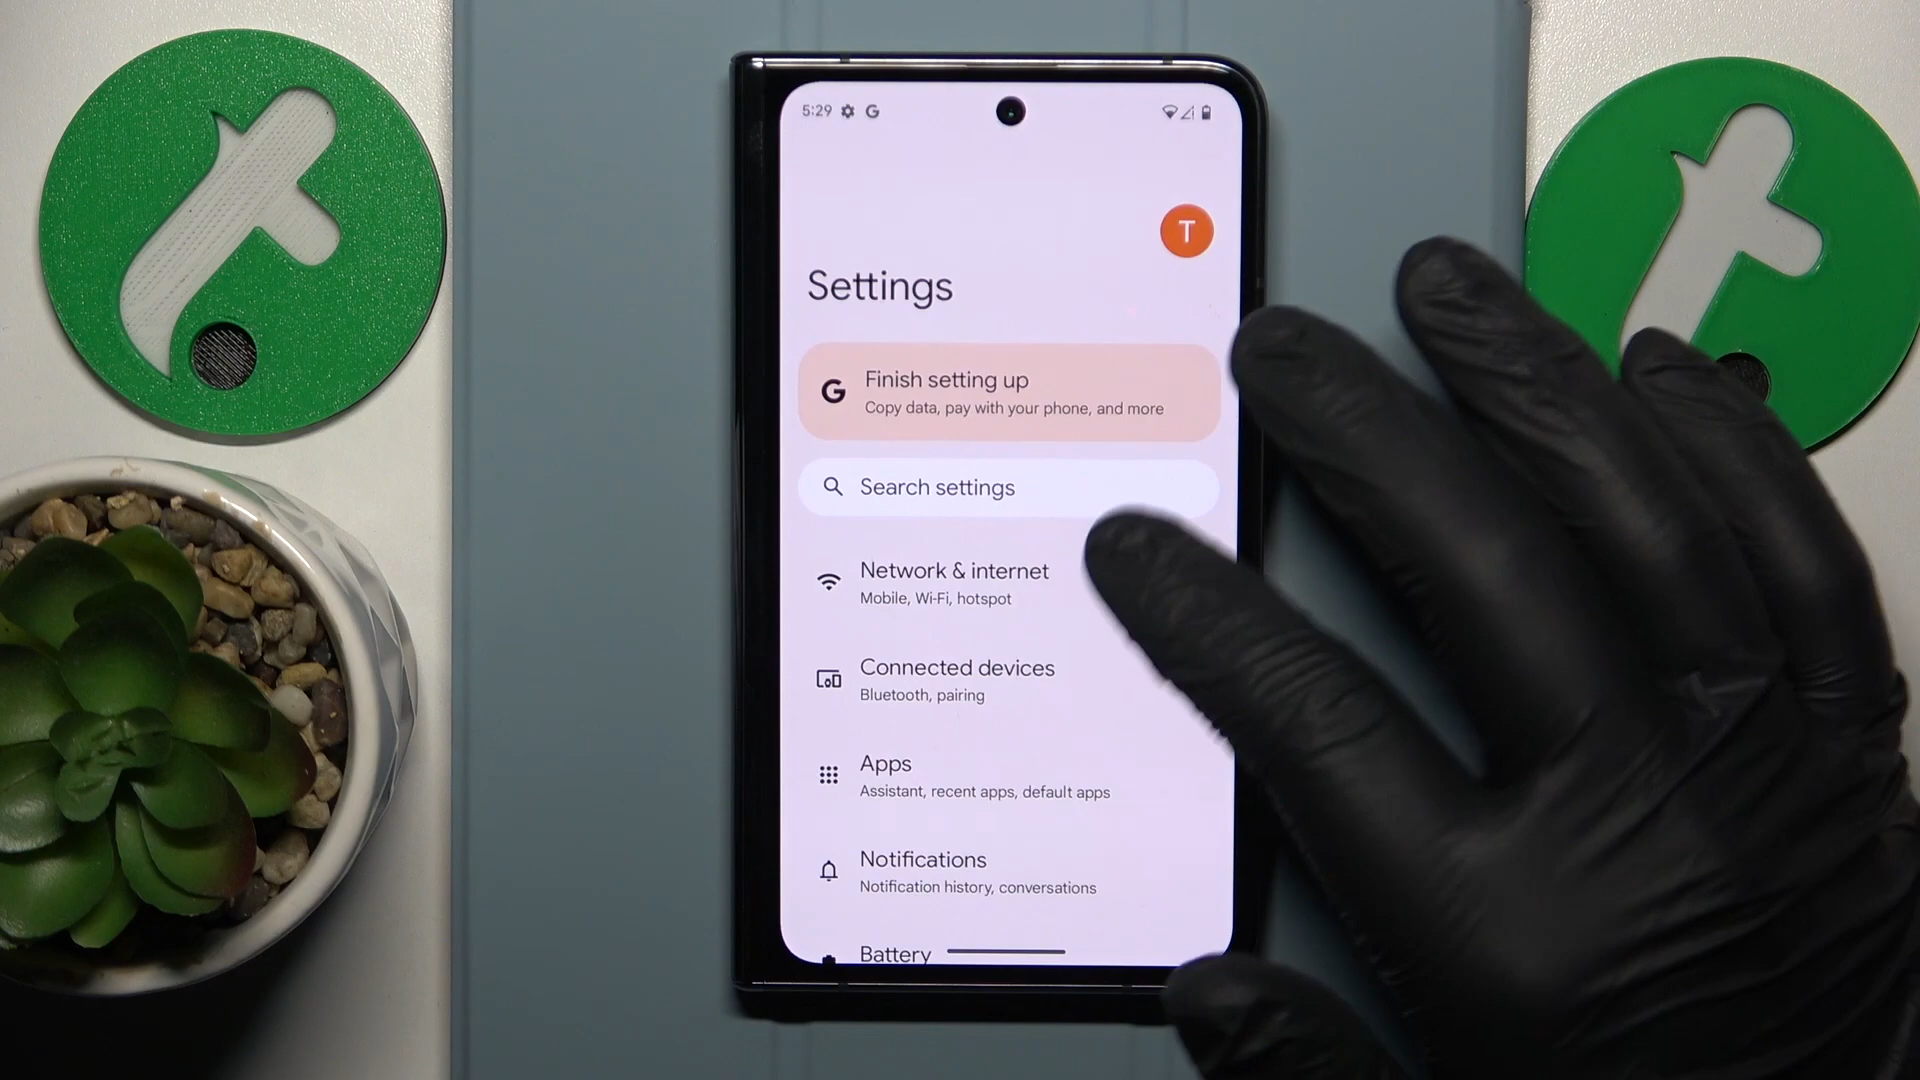 5:29
T
Settings
G
Finish setting up
Copy data, pay with your phone, and more
Search settings
Network & internet
Mobile, Wi-Fi, hotspot
Connected devices
Bluetooth, pairing
Apps
Assistant, recent apps, default apps
Notifications
Notification history, conversations
Battery